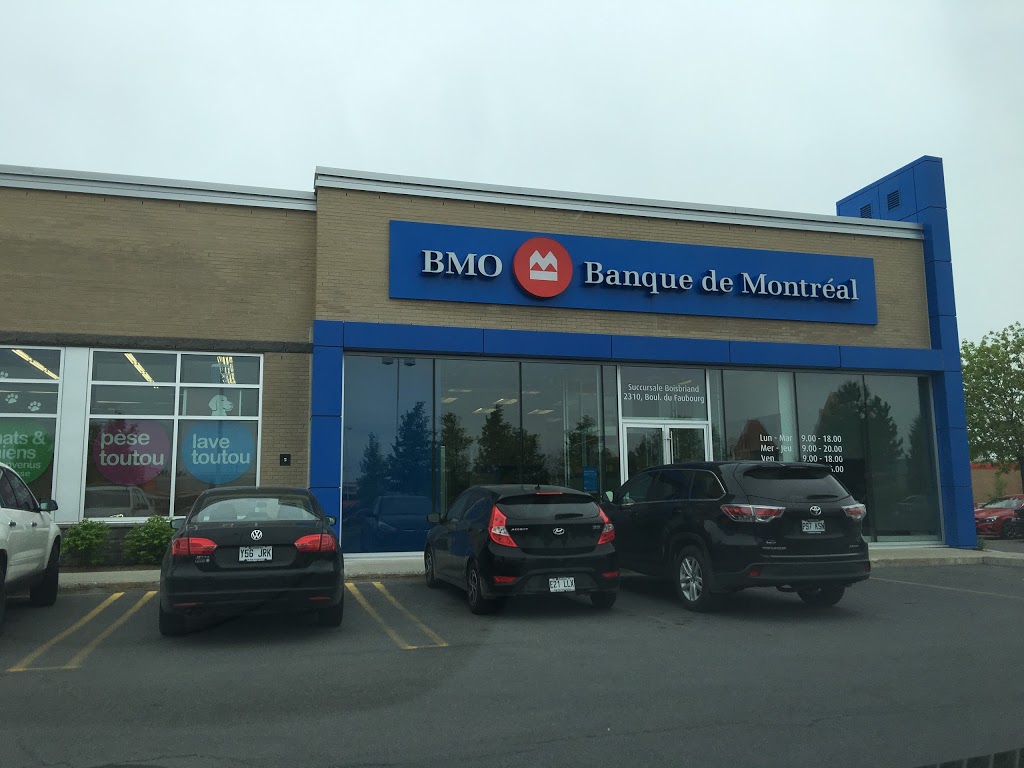 BMO Banque de Montréal
Succursale Boisbriand
2310, Boul. du Faubourg
Lun - Mar 9.00 - 18.00
Mer - Jeu 9.00 - 20.00
Ven 9.00 - 18.00
pèse
toutou
lave
toutou
Y56 JRK
E21 LLX